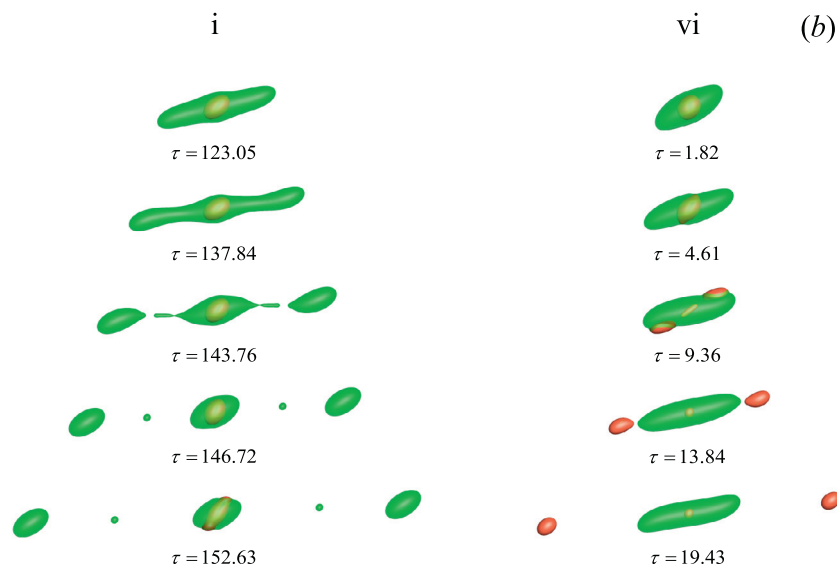 i vi (b)
τ = 123.05 τ = 1.82
τ = 137.84 τ = 4.61
τ = 143.76 τ = 9.36
τ = 146.72 τ = 13.84
τ = 152.63 τ = 19.43